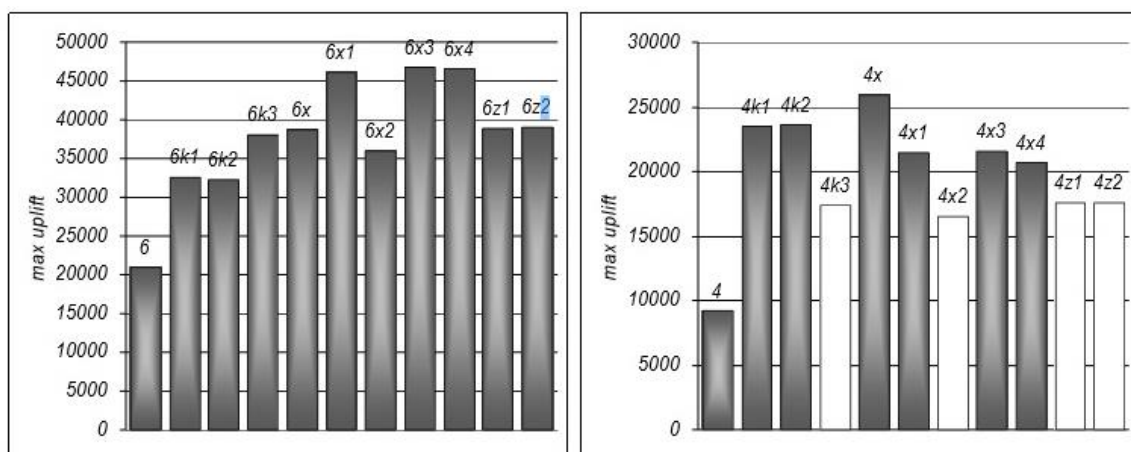 50000
45000
40000
35000
30000
25000
20000
15000
10000
5000
0
max uplift
6
6k1
6k2
6k3
6x
6x1
6x2
6x3
6x4
6z1
6z2
30000
25000
20000
15000
10000
5000
0
max uplift
4
4k1
4k2
4k3
4x
4x1
4x2
4x3
4x4
4z1
4z2